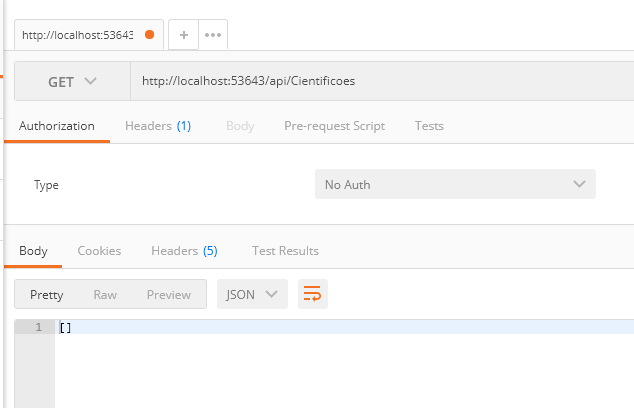 http://localhost:53643
GET http://localhost:53643/api/Cientificoes
Authorization Headers (1) Body Pre-request Script Tests
Type No Auth
Body Cookies Headers (5) Test Results
Pretty Raw Preview JSON
1 []